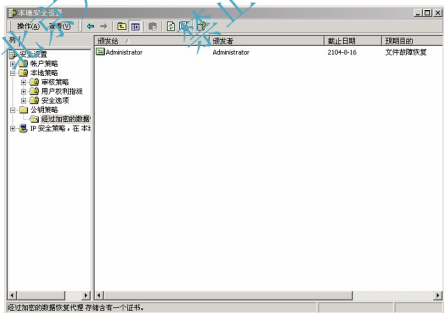 本地安全设置
操作(A) 查看(V)
树
安全设置
帐户策略
本地策略
审核策略
用户权利指派
安全选项
公钥策略
经过加密的数据
IP 安全策略,在 本
颁发给 / 颁发者 截止日期 预期目的
Administrator Administrator 2104-8-16 文件故障恢复
经过加密的数据恢复代理 存储含有一个证书。
禁止